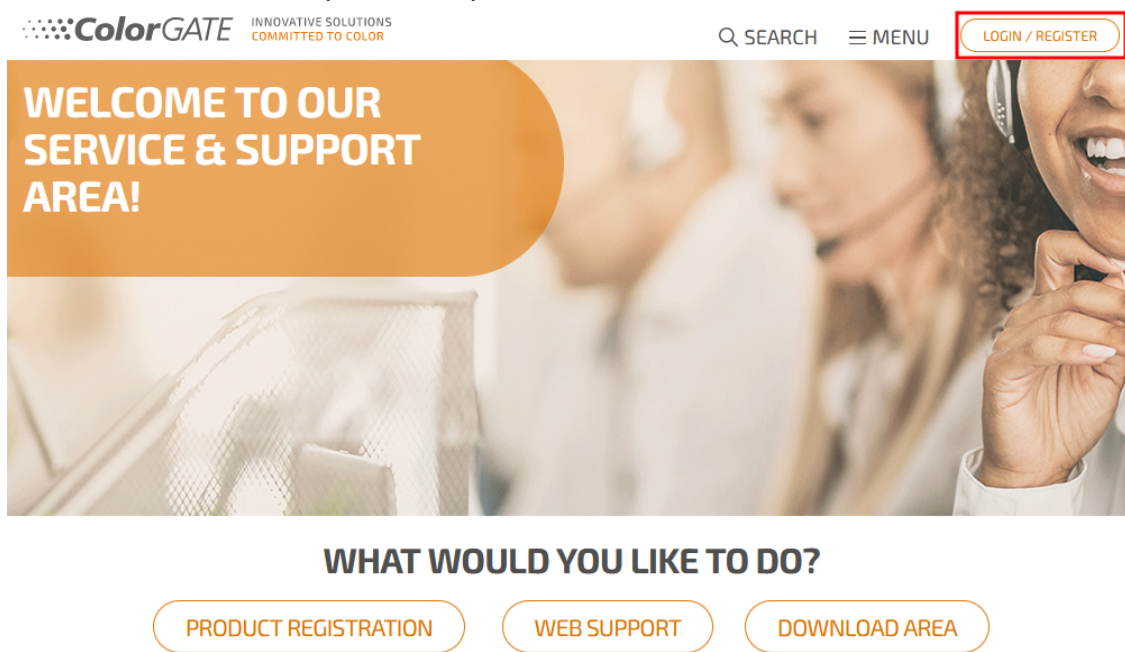 ColorGATE
INNOVATIVE SOLUTIONS
COMMITTED TO COLOR
SEARCH
MENU
LOGIN / REGISTER
WELCOME TO OUR
SERVICE & SUPPORT
AREA!
WHAT WOULD YOU LIKE TO DO?
PRODUCT REGISTRATION
WEB SUPPORT
DOWNLOAD AREA